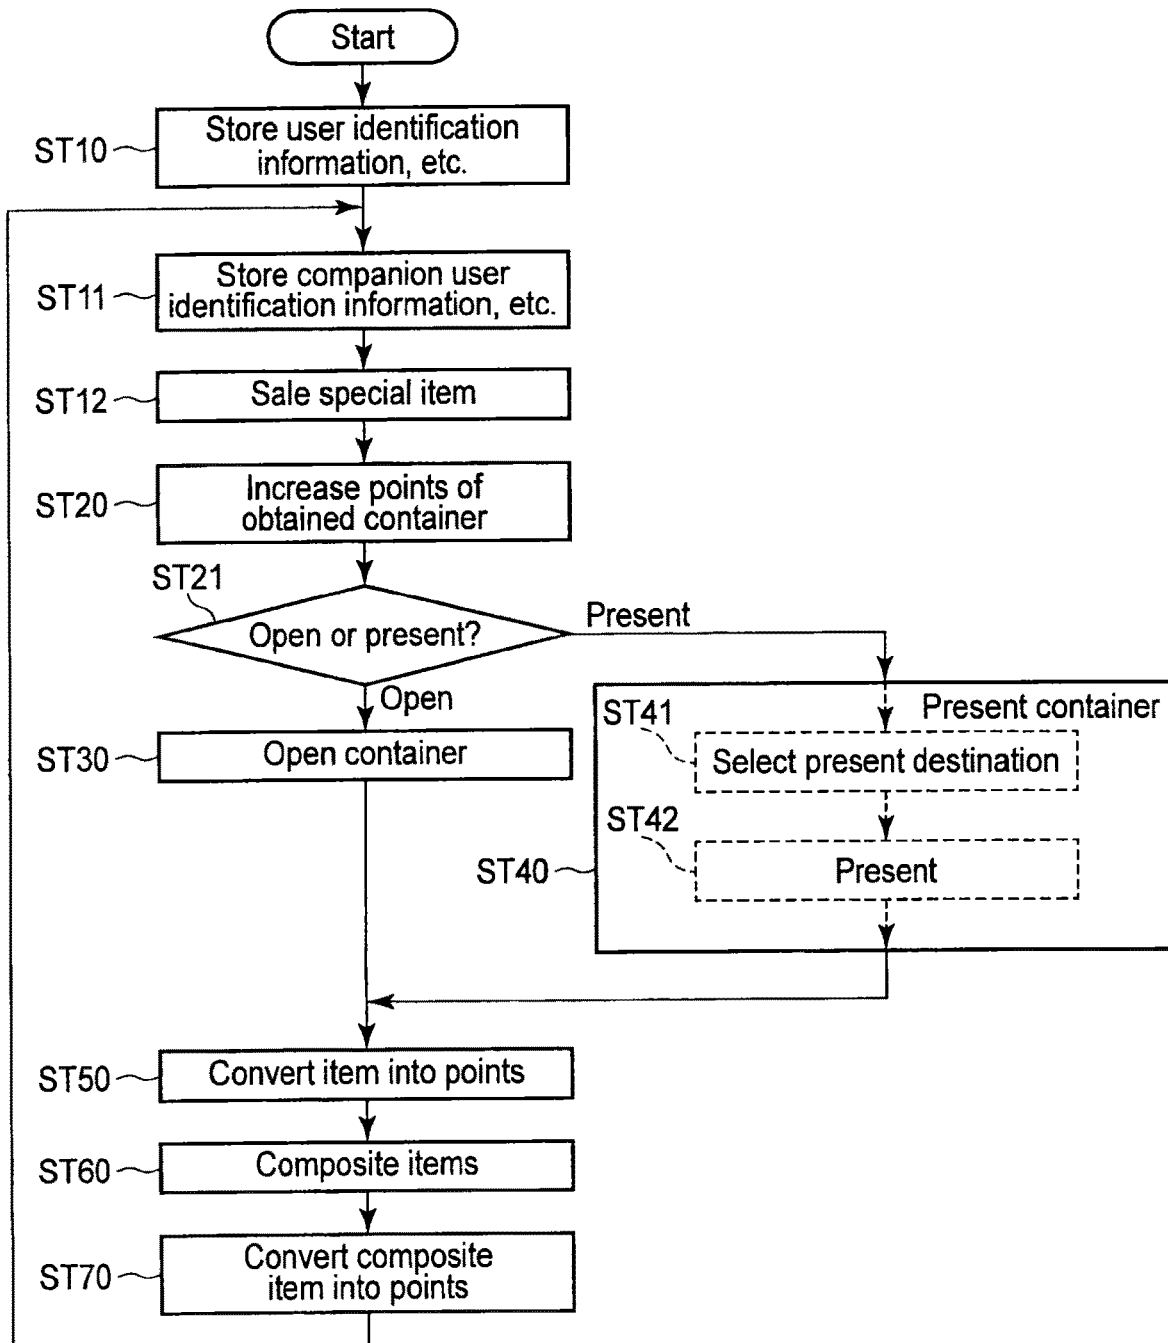 Start
ST10
Store user identification
information, etc.
ST11
Store companion user
identification information, etc.
ST12
Sale special item
ST20
Increase points of
obtained container
ST21
Open or present?
Present
Open
ST30
Open container
Present container
ST41
Select present destination
ST42
Present
ST40
ST50
Convert item into points
ST60
Composite items
ST70
Convert composite
item into points